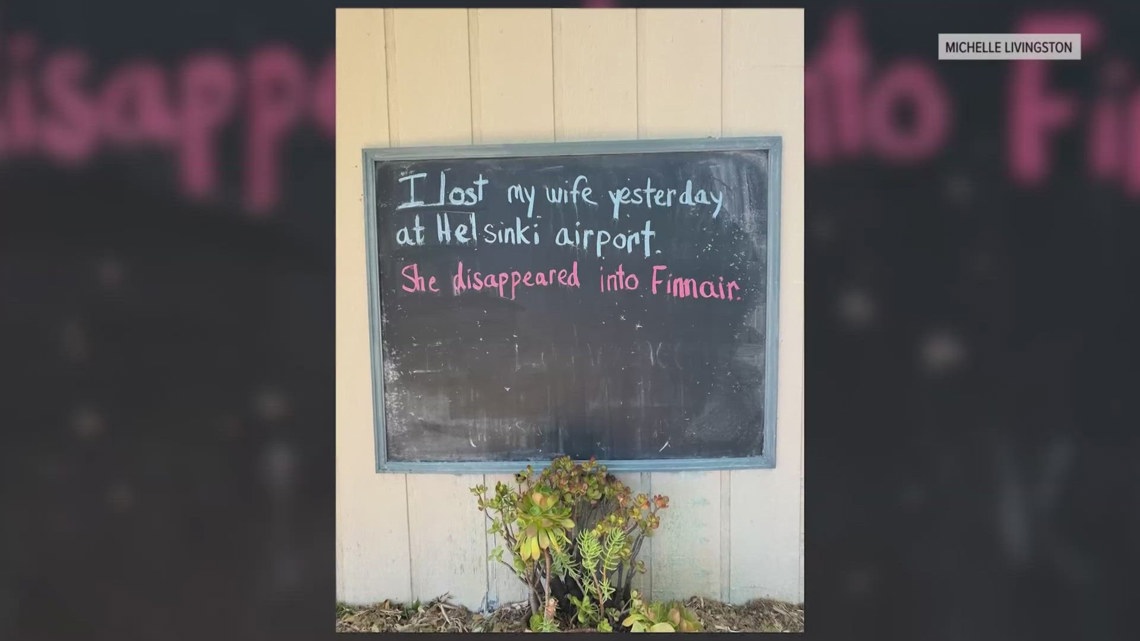 MICHELLE LIVINGSTON
I lost my wife yesterday
at Helsinki airport.
She disappeared into Finnair.